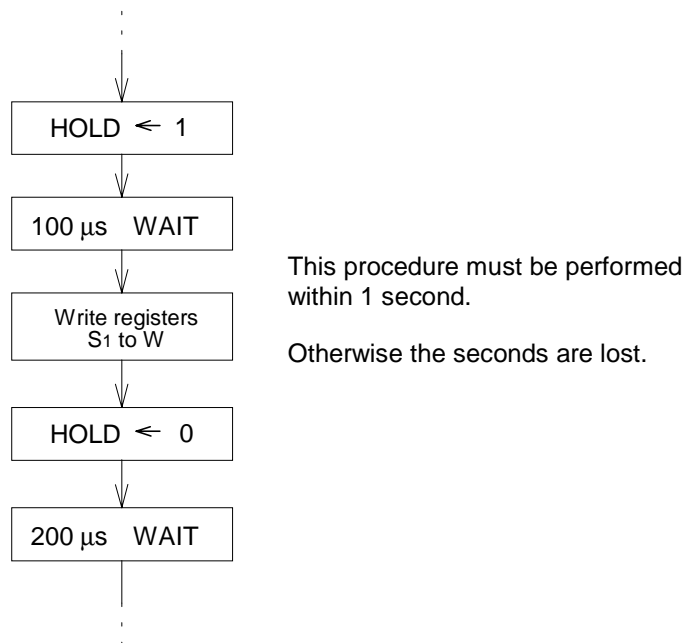 HOLD ← 1
100 μs WAIT
Write registers
S1 to W
This procedure must be performed
within 1 second.
Otherwise the seconds are lost.
HOLD ← 0
200 μs WAIT